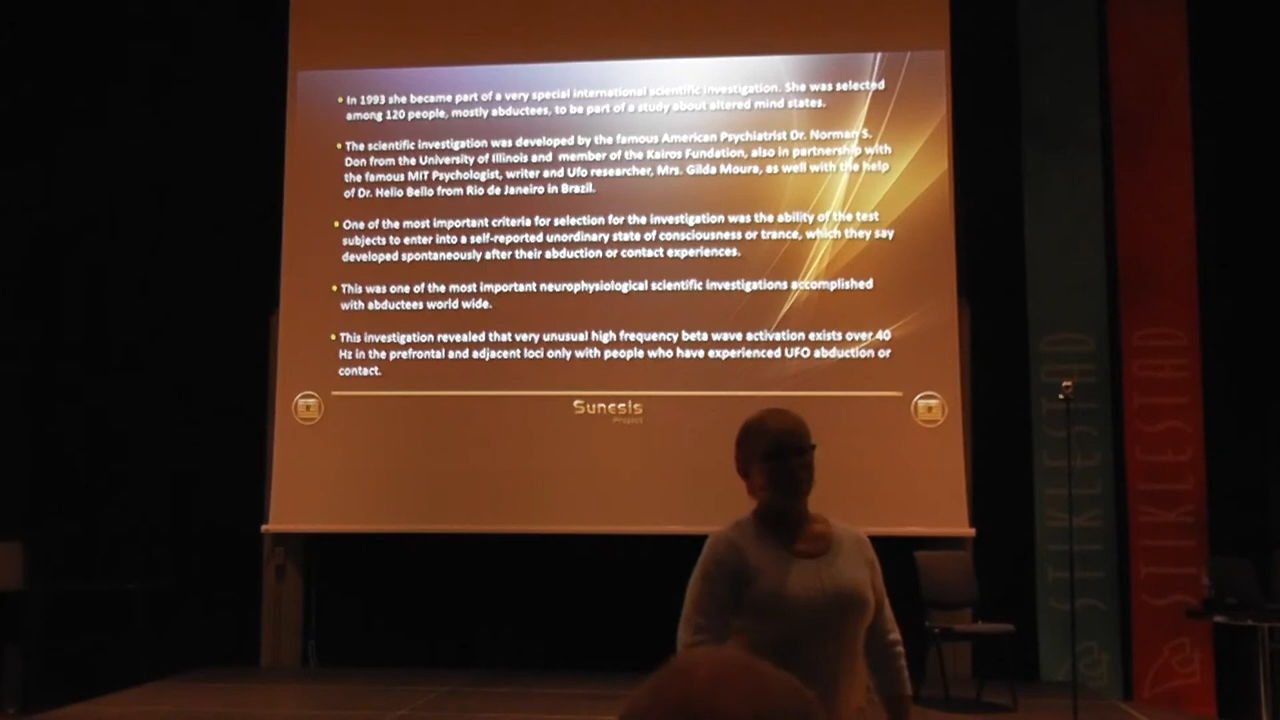 In 1993 she became part of a very special international scientific investigation. She was selected
among 120 people, mostly abductees, to be part of a study about altered mind states.
The scientific investigation was developed by the famous American Psychiatrist Dr. Norman S.
Don from the University of Illinois and member of the Kairos Fundation, also in partnership with
the famous MIT Psychologist, writer and Ufo researcher, Mrs. Gilda Moura, as well with the help
of Dr. Helio Bello from Rio de Janeiro in Brazil.
One of the most important criteria for selection for the investigation was the ability of the test
subjects to enter into a self-reported unordinary state of consciousness or trance, which they say
developed spontaneously after their abduction or contact experiences.
This was one of the most important neurophysiological scientific investigations accomplished
with abductees world wide.
This investigation revealed that very unusual high frequency beta wave activation exists over 40
Hz in the prefrontal and adjacent loci only with people who have experienced UFO abduction or
contact.
Sunesis
Project
STIKLESTAD
STIKLESTAD